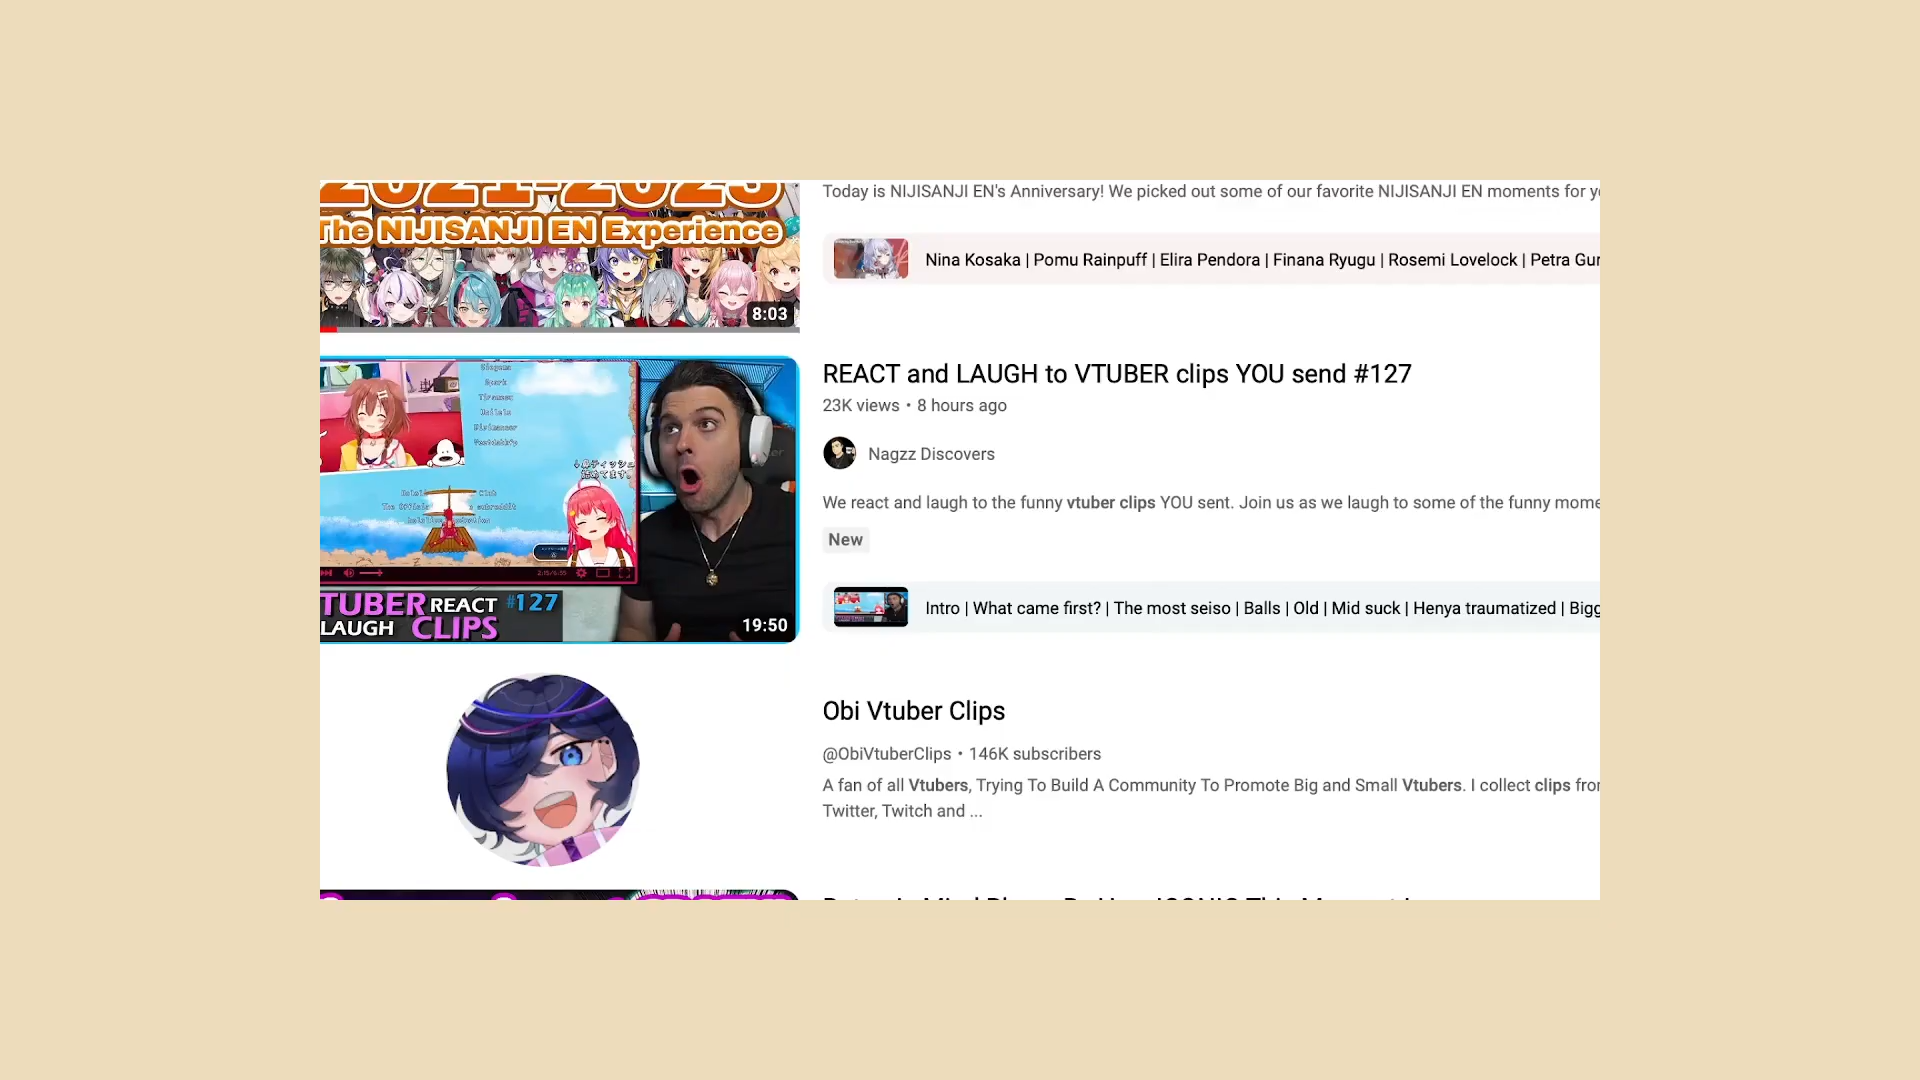 2021-2023
The NIJISANJI EN Experience
8:03
Today is NIJISANJI EN's Anniversary! We picked out some of our favorite NIJISANJI EN moments for y
Nina Kosaka | Pomu Rainpuff | Elira Pendora | Finana Ryugu | Rosemi Lovelock | Petra Gur
REACT and LAUGH to VTUBER clips YOU send #127
23K views • 8 hours ago
Nagzz Discovers
We react and laugh to the funny vtuber clips YOU sent. Join us as we laugh to some of the funny mome
New
Intro | What came first? | The most seiso | Balls | Old | Mid suck | Henya traumatized | Bigg
TUBER REACT #127
LAUGH CLIPS
19:50
Obi Vtuber Clips
@ObiVtuberClips • 146K subscribers
A fan of all Vtubers, Trying To Build A Community To Promote Big and Small Vtubers. I collect clips from
Twitter, Twitch and ...